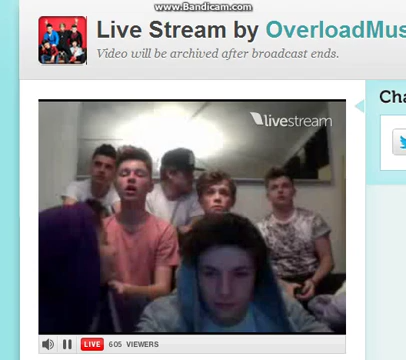 www.Bandicam.com
Live Stream by OverloadMus
Video will be archived after broadcast ends.
Cha
livestream
LIVE 605 VIEWERS